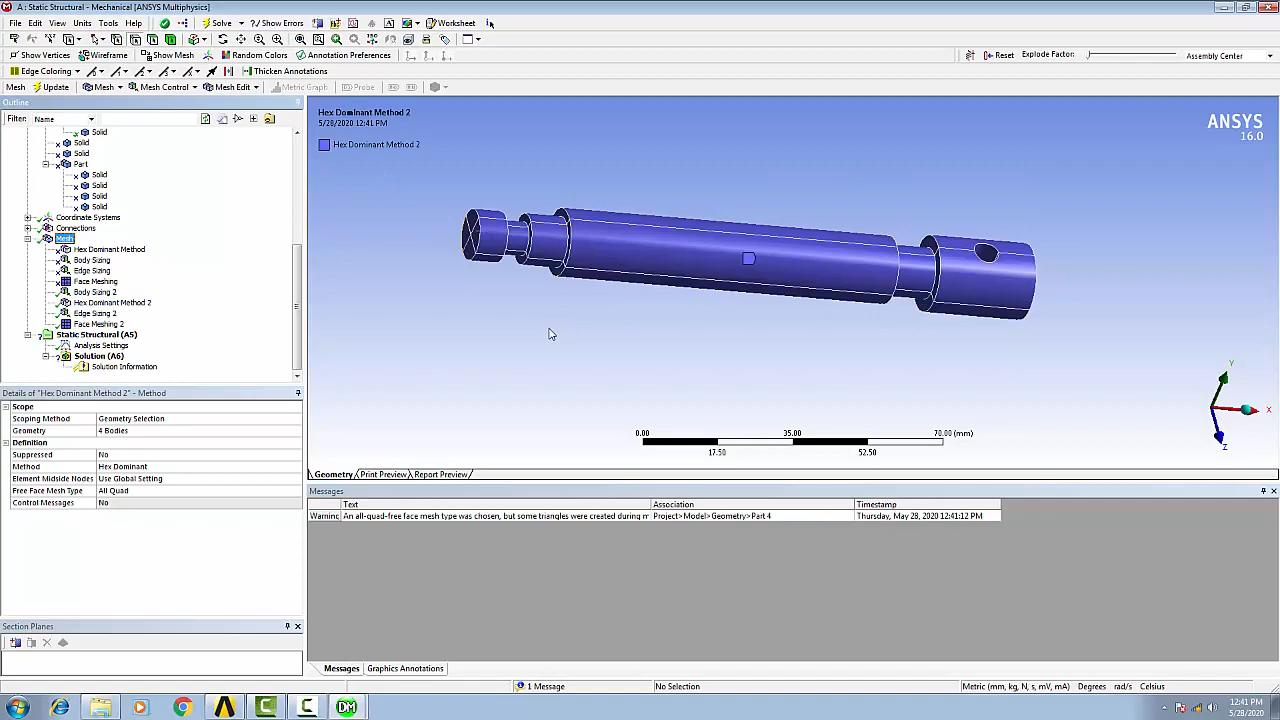 A : Static Structural - Mechanical [ANSYS Multiphysics]
File Edit View Units Tools Help Solve Show Errors Worksheet
Show Vertices Wireframe Show Mesh Random Colors Annotation Preferences Reset Explode Factor: Assembly Center
Edge Coloring Thicken Annotations
Mesh Update Mesh Mesh Control Mesh Edit Metric Graph Probe
Outline
Filter: Name
Solid
Solid
Solid
Part
Solid
Solid
Solid
Solid
Coordinate Systems
Connections
Mesh
Hex Dominant Method
Body Sizing
Edge Sizing
Face Meshing
Body Sizing 2
Hex Dominant Method 2
Edge Sizing 2
Face Meshing 2
Static Structural (A5)
Analysis Settings
Solution (A6)
Solution Information
Details of "Hex Dominant Method 2" - Method
Scope
Scoping Method Geometry Selection
Geometry 4 Bodies
Definition
Suppressed No
Method Hex Dominant
Element Midside Nodes Use Global Setting
Free Face Mesh Type All Quad
Control Messages No
Section Planes
Hex Dominant Method 2
5/28/2020 12:41 PM
Hex Dominant Method 2
ANSYS
16.0
Y
X
Z
0.00 35.00 70.00 (mm)
17.50 52.50
Geometry Print Preview Report Preview
Messages
Text Association Timestamp
Warning An all-quad-free face mesh type was chosen, but some triangles were created during m Project>Model>Geometry>Part 4 Thursday, May 28, 2020 12:41:12 PM
Messages Graphics Annotations
1 Message No Selection Metric (mm, kg, N, s, mV, mA) Degrees rad/s Celsius
DM
12:41 PM
5/28/2020